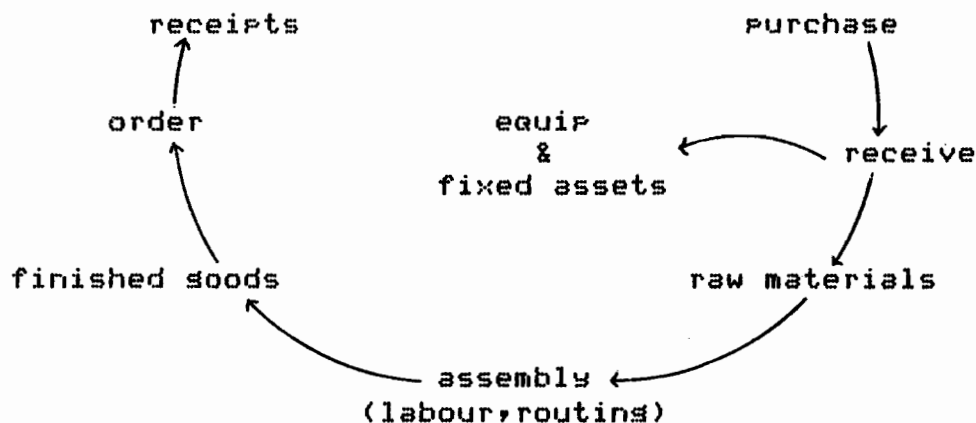 receipts
purchase
order
equip
&
receive
fixed assets
finished goods
raw materials
assembly
(labour,routing)